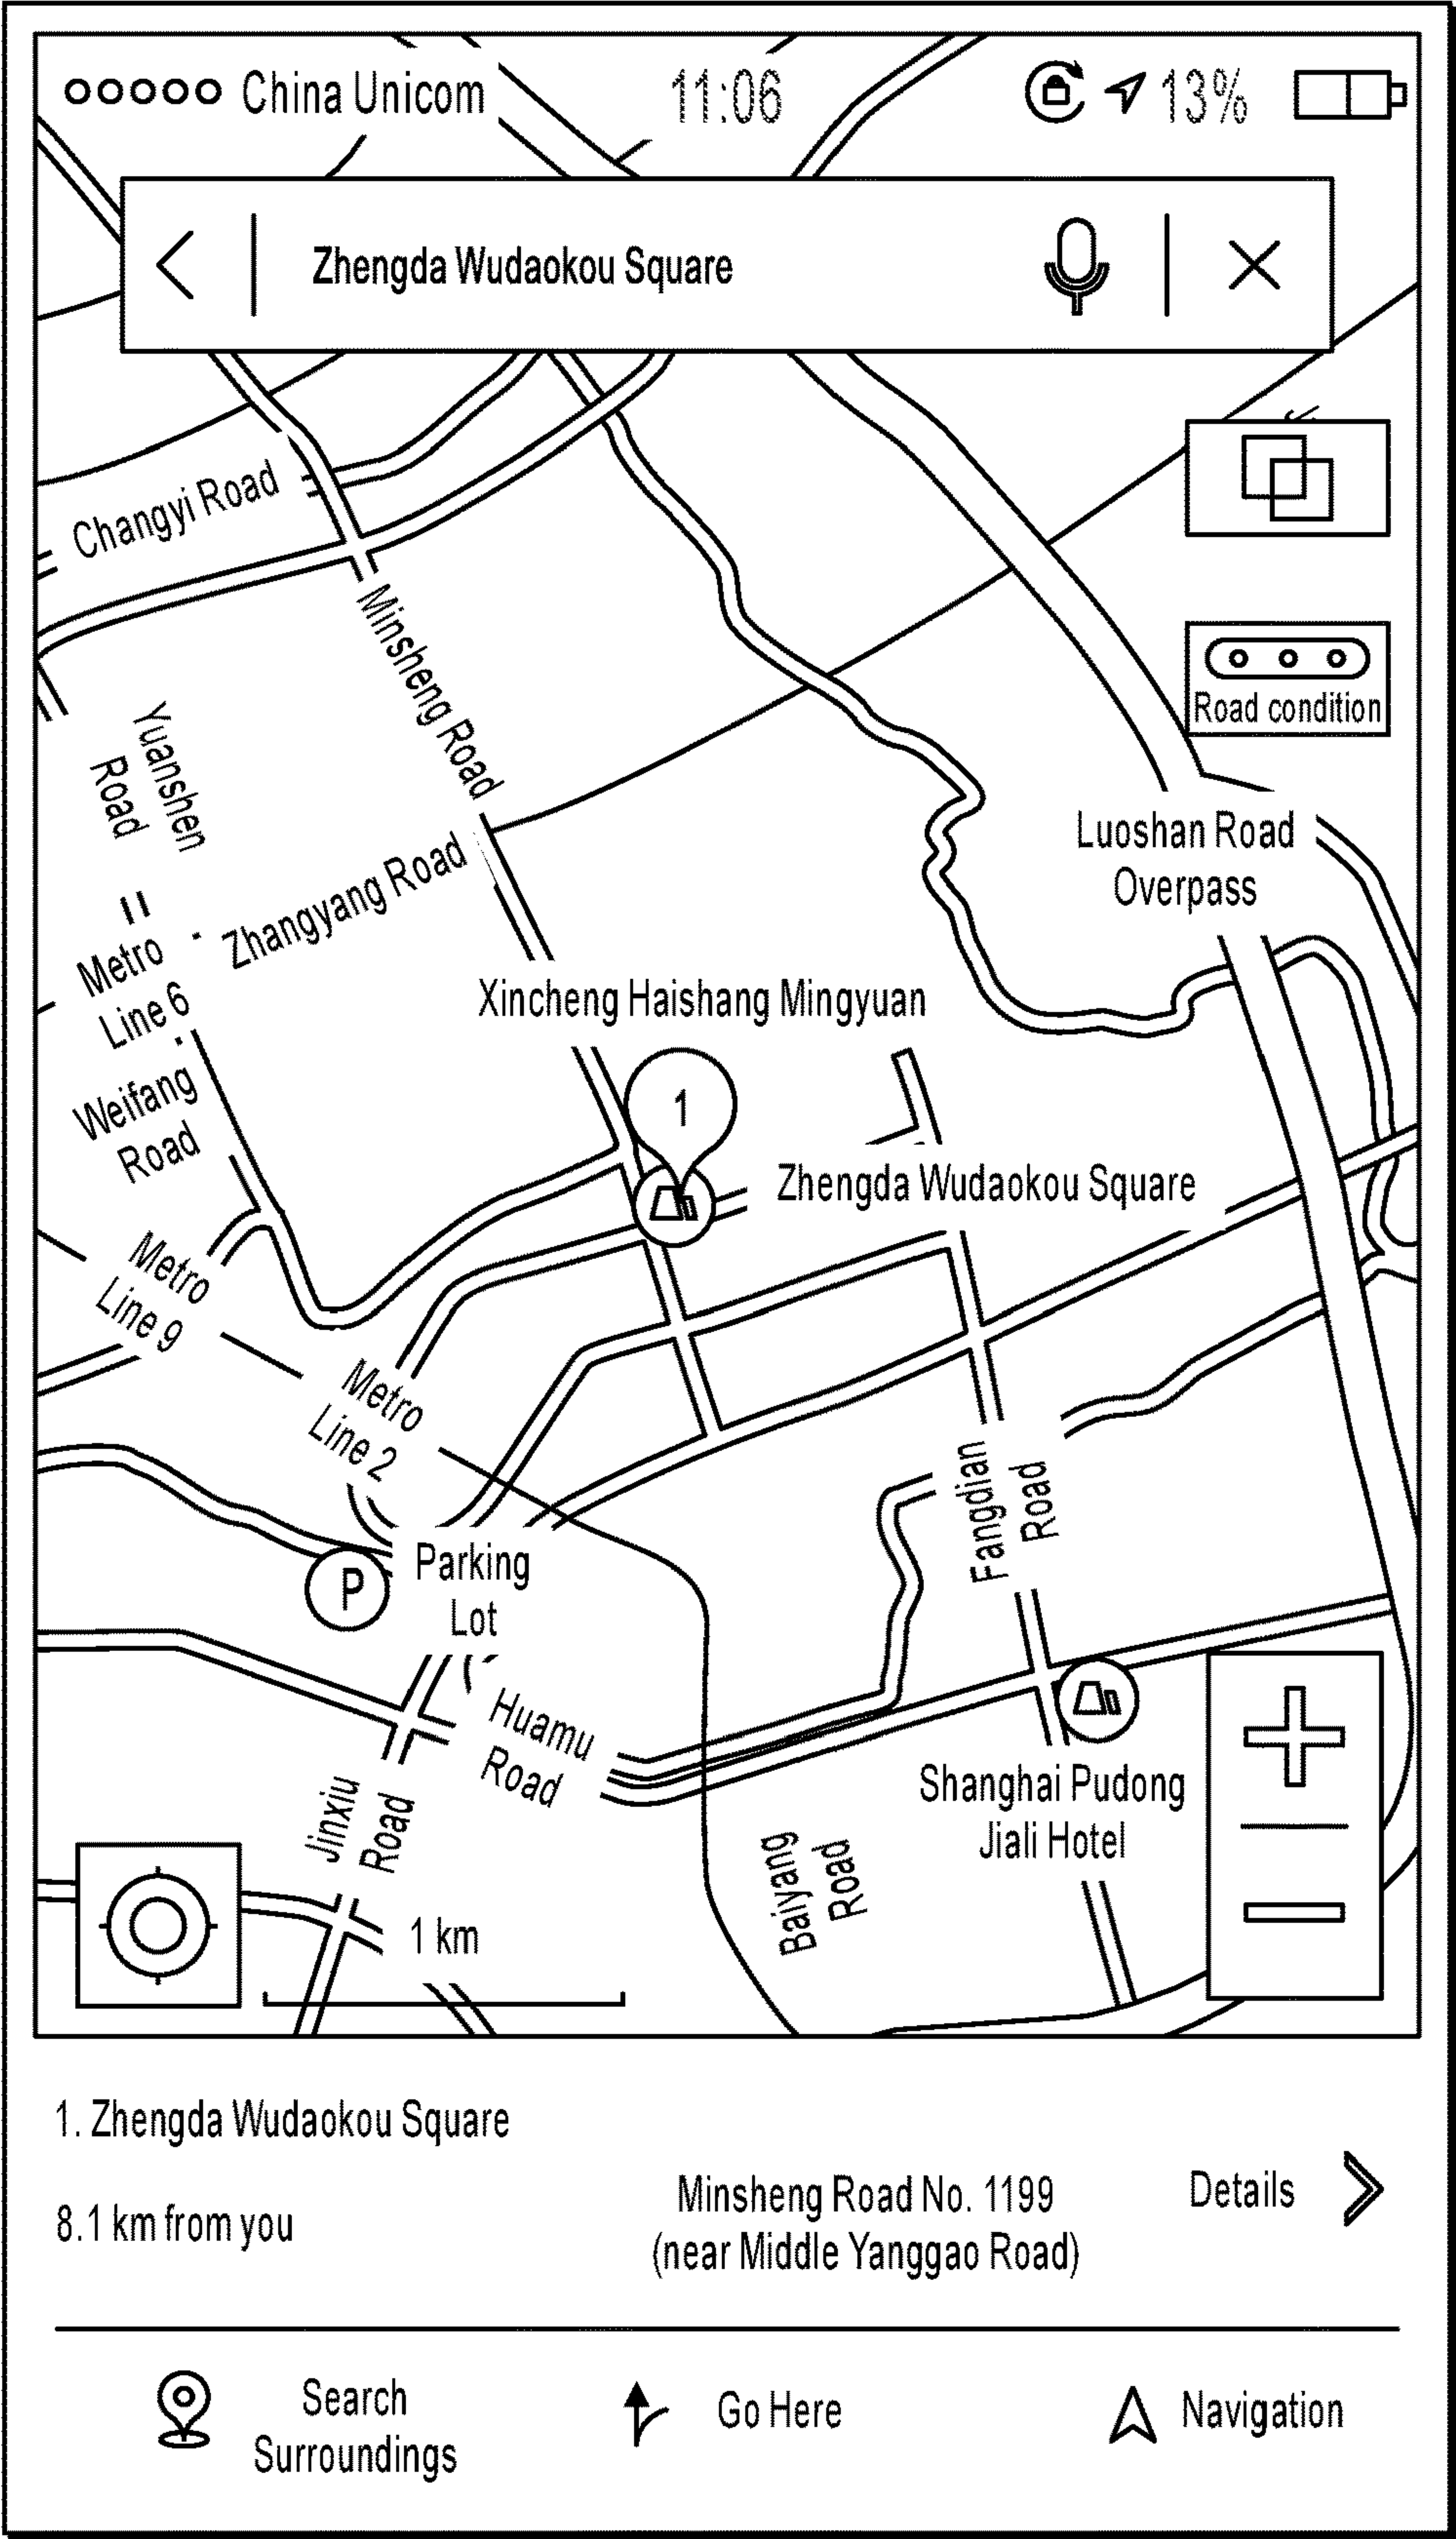 China Unicom 11:06 13%
Zhengda Wudaokou Square
Changyi Road
Minsheng Road
Road condition
Yuanshen
Road
Luoshan Road
Overpass
Zhangyang Road
Metro
Line 6
Xincheng Haishang Mingyuan
Weifang
Road
1
Zhengda Wudaokou Square
Metro
Line 9
Metro
Line 2
Fangdian
Road
P
Parking
Lot
Huamu
Road
Shanghai Pudong
Jiali Hotel
Jinxiu
Road
Baiyang
Road
1 km
1. Zhengda Wudaokou Square
8.1 km from you
Minsheng Road No. 1199
(near Middle Yanggao Road)
Details
Search
Surroundings
Go Here
Navigation